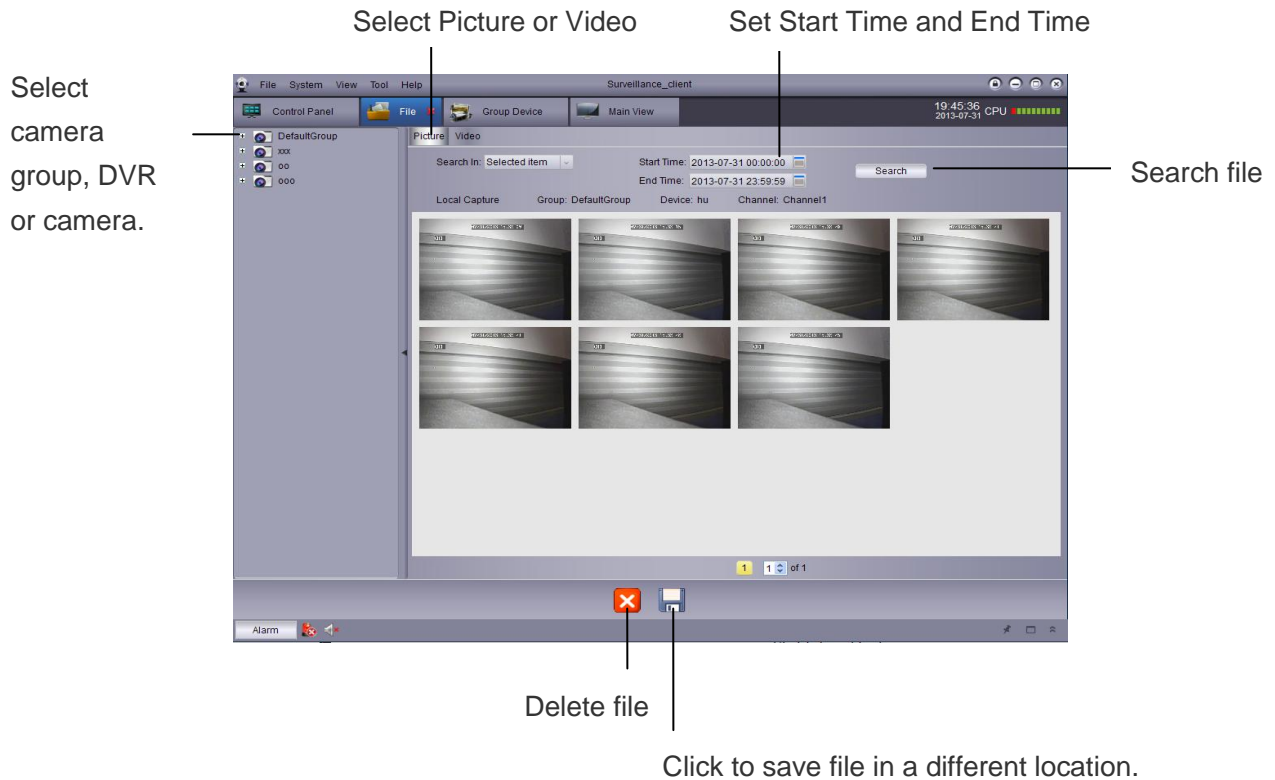 Select Picture or Video
Set Start Time and End Time
Select
camera
group, DVR
or camera.
File System View Tool Help
Surveillance_client
Control Panel
File
Group Device
Main View
19:45:36
2013-07-31
CPU
DefaultGroup
xxx
oo
ooo
Picture Video
Search In: Selected item
Start Time: 2013-07-31 00:00:00
End Time: 2013-07-31 23:59:59
Search
Search file
Local Capture Group: DefaultGroup Device: hu Channel: Channel1
1 1 of 1
Alarm
Delete file
Click to save file in a different location.